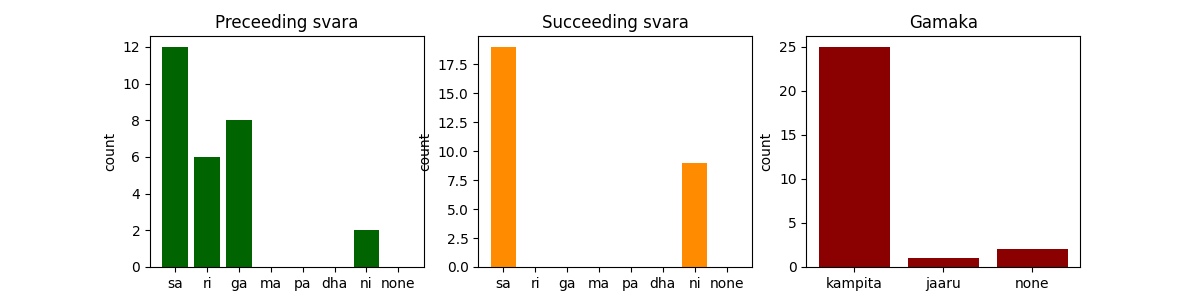 Preceeding svara
count
12
10
8
6
4
2
0
sa ri ga ma pa dha ni none
Succeeding svara
count
17.5
15.0
12.5
10.0
7.5
5.0
2.5
0.0
sa ri ga ma pa dha ni none
Gamaka
count
25
20
15
10
5
0
kampita jaaru none